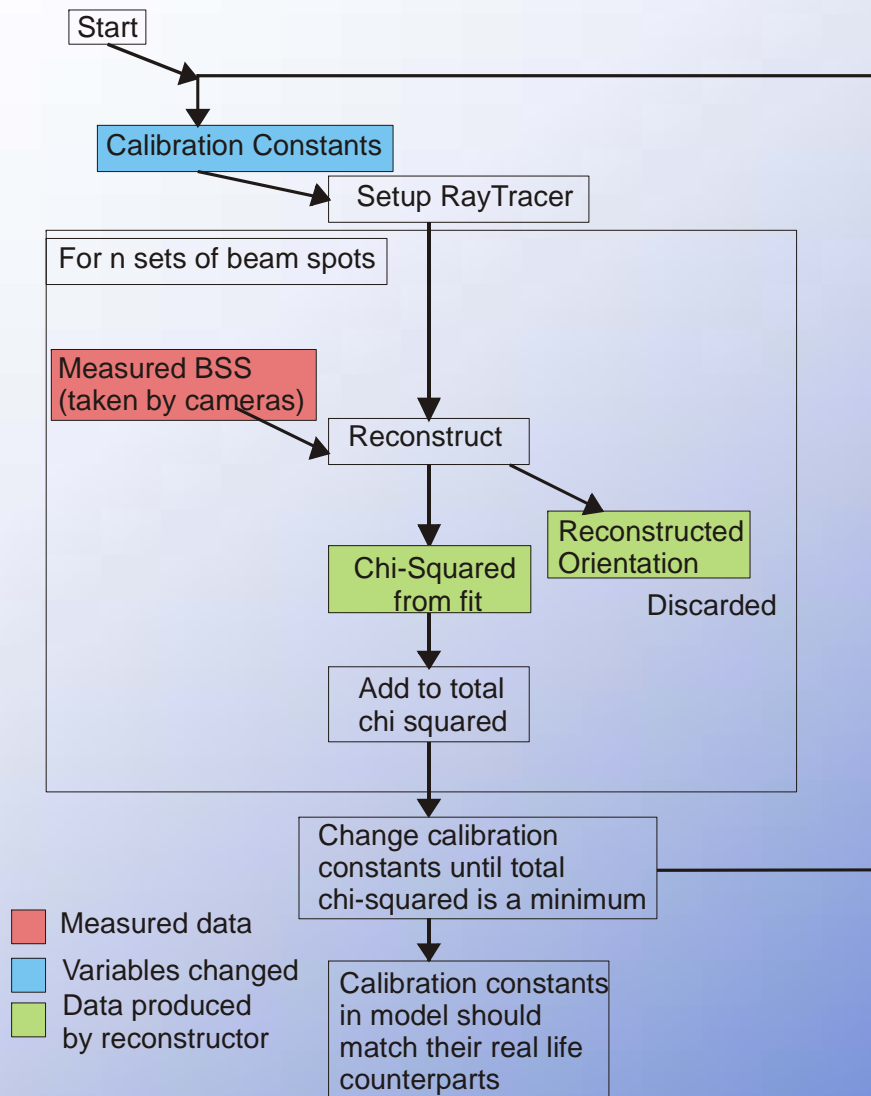 Start
Calibration Constants
Setup RayTracer
For n sets of beam spots
Measured BSS
(taken by cameras)
Reconstruct
Reconstructed
Orientation
Chi-Squared
from fit
Discarded
Add to total
chi squared
Change calibration
constants until total
chi-squared is a minimum
Measured data
Variables changed
Data produced
by reconstructor
Calibration constants
in model should
match their real life
counterparts